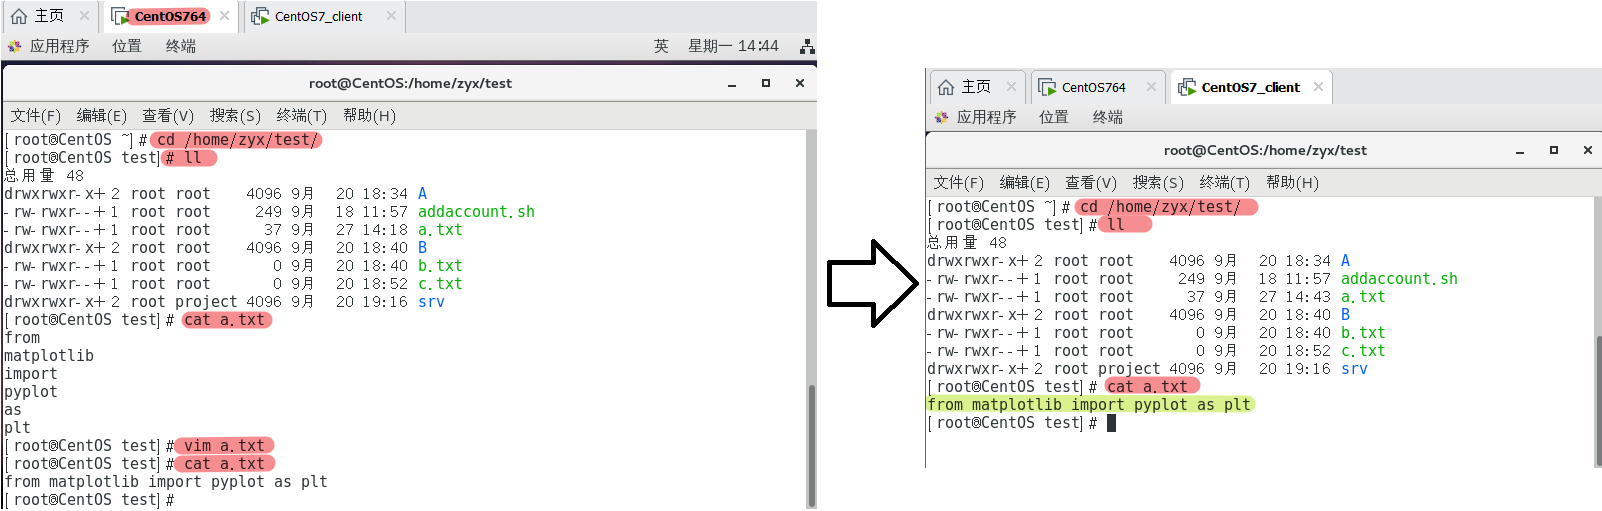 主页 CentOS764 CentOS7_client
应用程序 位置 终端 英 星期一 14:44
root@CentOS:/home/zyx/test
文件(F) 编辑(E) 查看(V) 搜索(S) 终端(T) 帮助(H)
[root@CentOS ~]# cd /home/zyx/test/
[root@CentOS test]# ll
总用量 48
drwxrwxr-x+ 2 root root 4096 9月 20 18:34 A
-rw-rwxr--+ 1 root root 249 9月 18 11:57 addaccount.sh
-rw-rwxr--+ 1 root root 37 9月 27 14:18 a.txt
drwxrwxr-x+ 2 root root 4096 9月 20 18:40 B
-rw-rwxr--+ 1 root root 0 9月 20 18:40 b.txt
-rw-rwxr--+ 1 root root 0 9月 20 18:52 c.txt
drwxrwxr-x+ 2 root project 4096 9月 20 19:16 srv
[root@CentOS test]# cat a.txt
from
matplotlib
import
pyplot
as
plt
[root@CentOS test]# vim a.txt
[root@CentOS test]# cat a.txt
from matplotlib import pyplot as plt
[root@CentOS test]#
主页 CentOS764 CentOS7_client
应用程序 位置 终端
root@CentOS:/home/zyx/test
文件(F) 编辑(E) 查看(V) 搜索(S) 终端(T) 帮助(H)
[root@CentOS ~]# cd /home/zyx/test/
[root@CentOS test]# ll
总用量 48
drwxrwxr-x+ 2 root root 4096 9月 20 18:34 A
-rw-rwxr--+ 1 root root 249 9月 18 11:57 addaccount.sh
-rw-rwxr--+ 1 root root 37 9月 27 14:43 a.txt
drwxrwxr-x+ 2 root root 4096 9月 20 18:40 B
-rw-rwxr--+ 1 root root 0 9月 20 18:40 b.txt
-rw-rwxr--+ 1 root root 0 9月 20 18:52 c.txt
drwxrwxr-x+ 2 root project 4096 9月 20 19:16 srv
[root@CentOS test]# cat a.txt
from matplotlib import pyplot as plt
[root@CentOS test]#